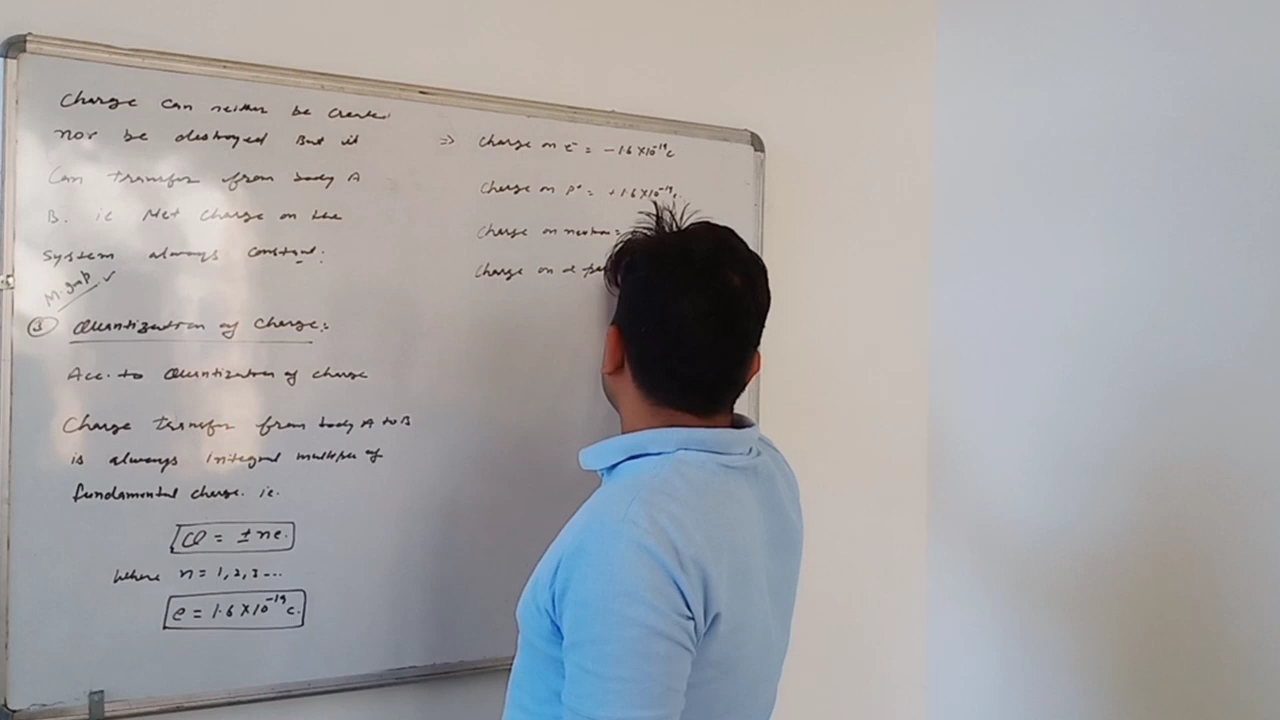 Charge can neither be create
nor be destroyed But it
Can transfer from body A
B. ie Net charge on the
System always constant:
M.Imp. ✓
③ Quantization of Charge:
Acc. to Quantization of charge
Charge transfer from body A to B
is always Integral multiple of
fundamental charge. ie.
Q = ± ne.
where n = 1, 2, 3 ...
e = 1.6 × 10⁻¹⁹ C.
⇒ Charge on e⁻ = − 1.6 × 10⁻¹⁹ C
Charge on P⁺ = + 1.6 × 10⁻¹⁹ C.
Charge on neutron =
Charge on α